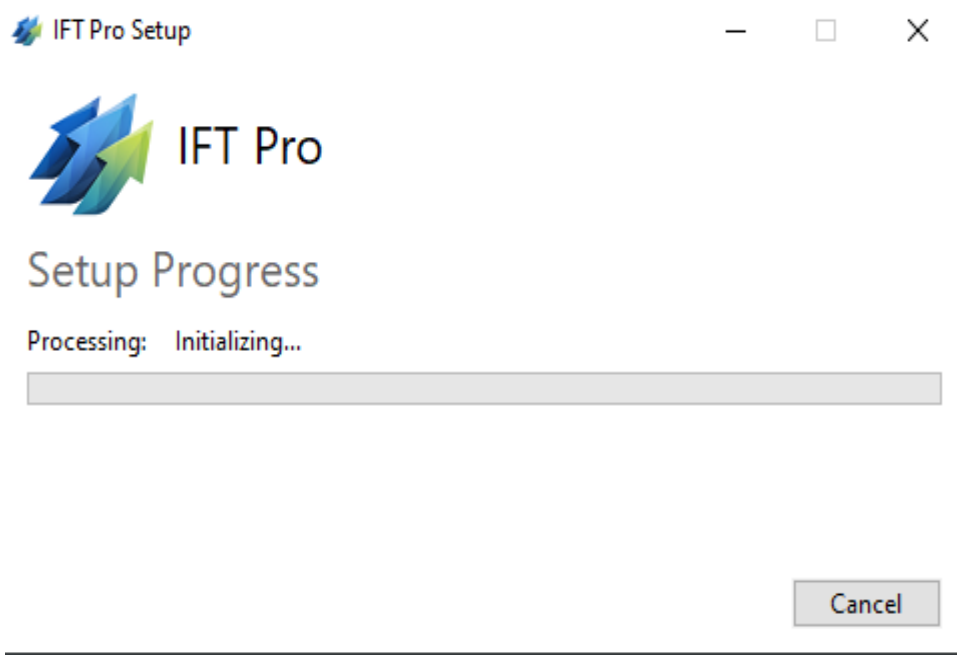 IFT Pro Setup
IFT Pro
Setup Progress
Processing: Initializing...
Cancel